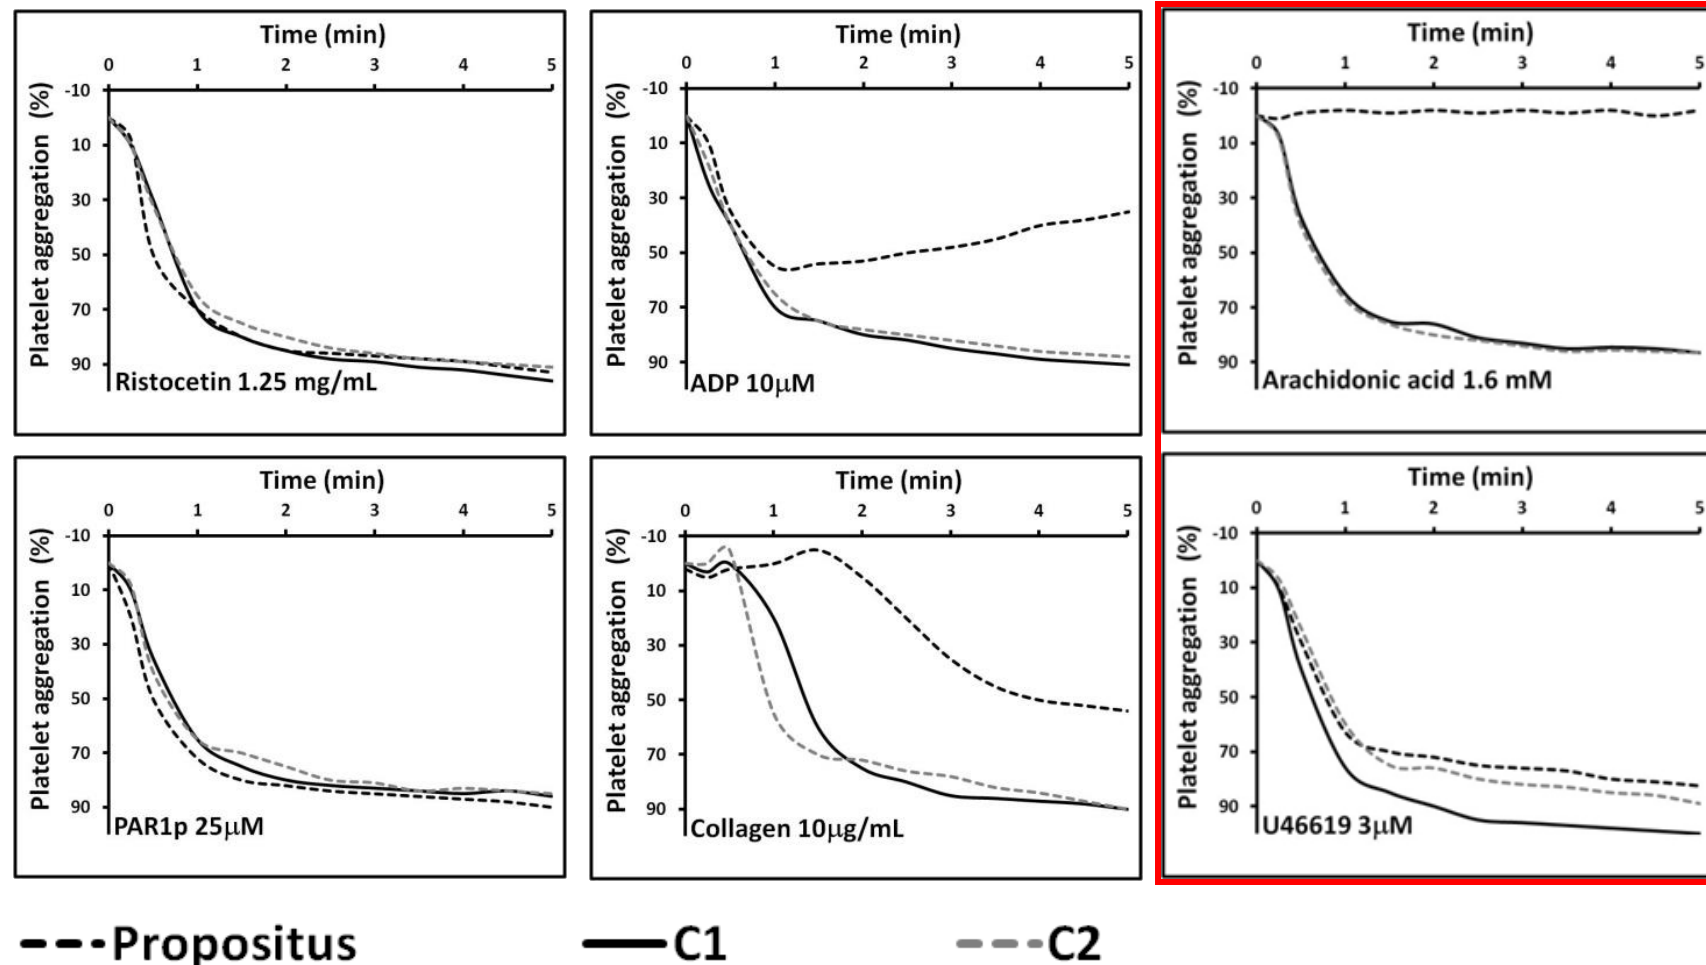 Time (min)
0 1 2 3 4 5
Platelet aggregation (%)
-10
10
30
50
70
90
Ristocetin 1.25 mg/mL
Time (min)
0 1 2 3 4 5
Platelet aggregation (%)
-10
10
30
50
70
90
ADP 10μM
Time (min)
0 1 2 3 4 5
Platelet aggregation (%)
-10
10
30
50
70
90
Arachidonic acid 1.6 mM
Time (min)
0 1 2 3 4 5
Platelet aggregation (%)
-10
10
30
50
70
90
PAR1p 25μM
Time (min)
0 1 2 3 4 5
Platelet aggregation (%)
-10
10
30
50
70
90
Collagen 10μg/mL
Time (min)
0 1 2 3 4 5
Platelet aggregation (%)
-10
10
30
50
70
90
U46619 3μM
Propositus C1 C2